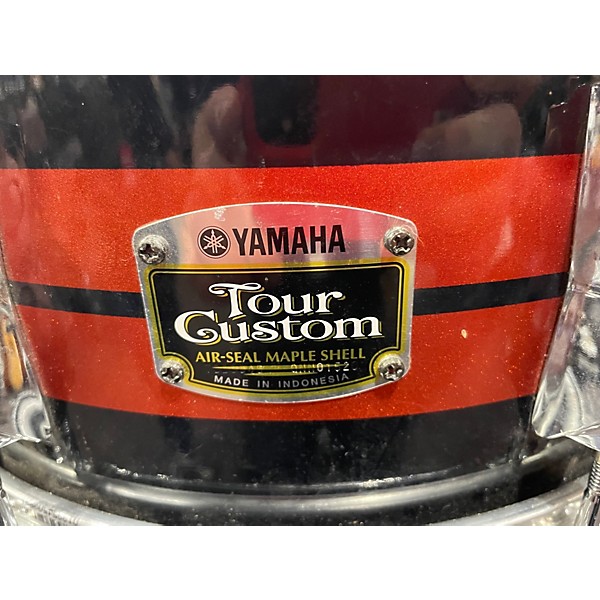 YAMAHA
Tour
Custom
AIR-SEAL MAPLE SHELL
MADE IN INDONESIA